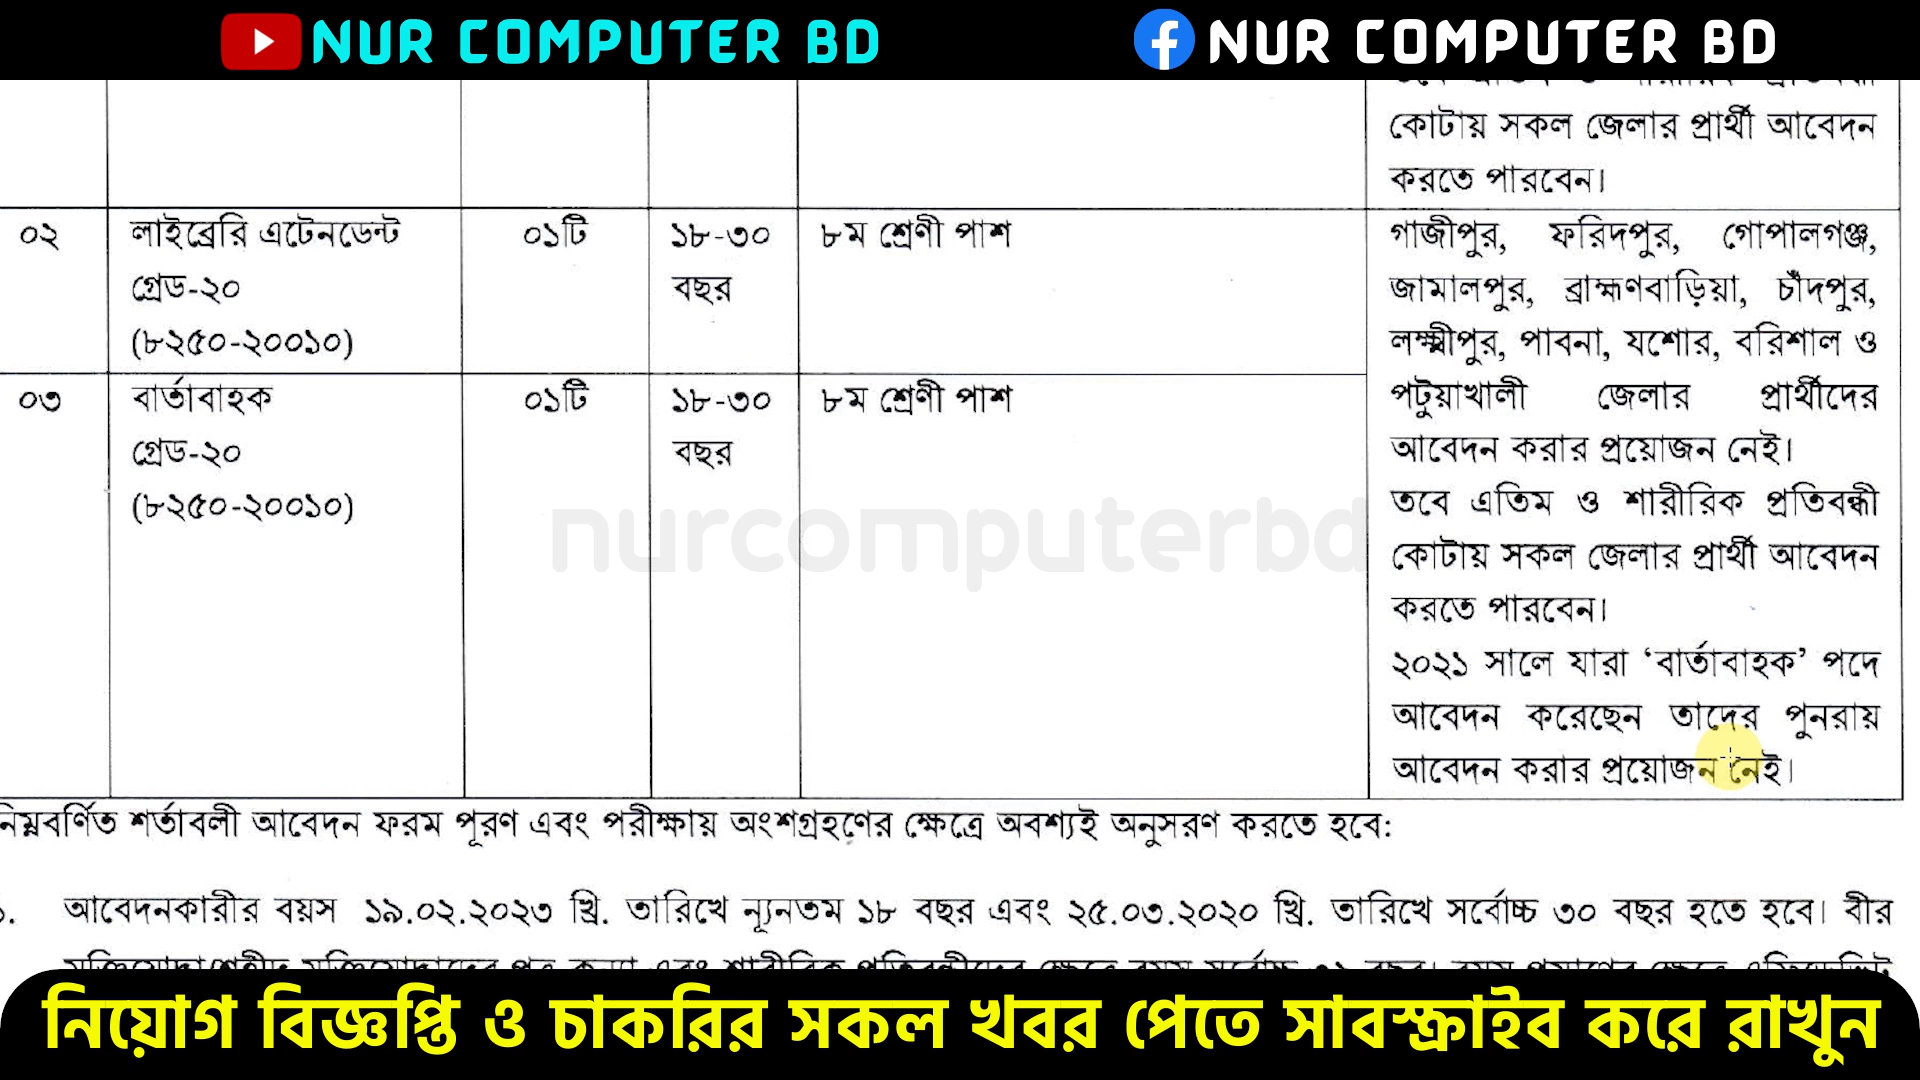 NUR COMPUTER BD
NUR COMPUTER BD
কোটায় সকল জেলার প্রার্থী আবেদন
করতে পারবেন।
০২
লাইব্রেরি এটেনডেন্ট
গ্রেড-২০
(৮২৫০-২০০১০)
০১টি
১৮-৩০
বছর
৮ম শ্রেণী পাশ
গাজীপুর, ফরিদপুর, গোপালগঞ্জ,
জামালপুর, ব্রাহ্মণবাড়িয়া, চাঁদপুর,
লক্ষ্মীপুর, পাবনা, যশোর, বরিশাল ও
পটুয়াখালী জেলার প্রার্থীদের
আবেদন করার প্রয়োজন নেই।
তবে এতিম ও শারীরিক প্রতিবন্ধী
কোটায় সকল জেলার প্রার্থী আবেদন
করতে পারবেন।
২০২১ সালে যারা ‘বার্তাবাহক’ পদে
আবেদন করেছেন তাদের পুনরায়
আবেদন করার প্রয়োজন নেই।
০৩
বার্তাবাহক
গ্রেড-২০
(৮২৫০-২০০১০)
০১টি
১৮-৩০
বছর
৮ম শ্রেণী পাশ
nurcomputerbd
নিম্নবর্ণিত শর্তাবলী আবেদন ফরম পূরণ এবং পরীক্ষায় অংশগ্রহণের ক্ষেত্রে অবশ্যই অনুসরণ করতে হবে:
১. আবেদনকারীর বয়স ১৯.০২.২০২৩ খ্রি. তারিখে ন্যূনতম ১৮ বছর এবং ২৫.০৩.২০২০ খ্রি. তারিখে সর্বোচ্চ ৩০ বছর হতে হবে। বীর
নিয়োগ বিজ্ঞপ্তি ও চাকরির সকল খবর পেতে সাবস্ক্রাইব করে রাখুন